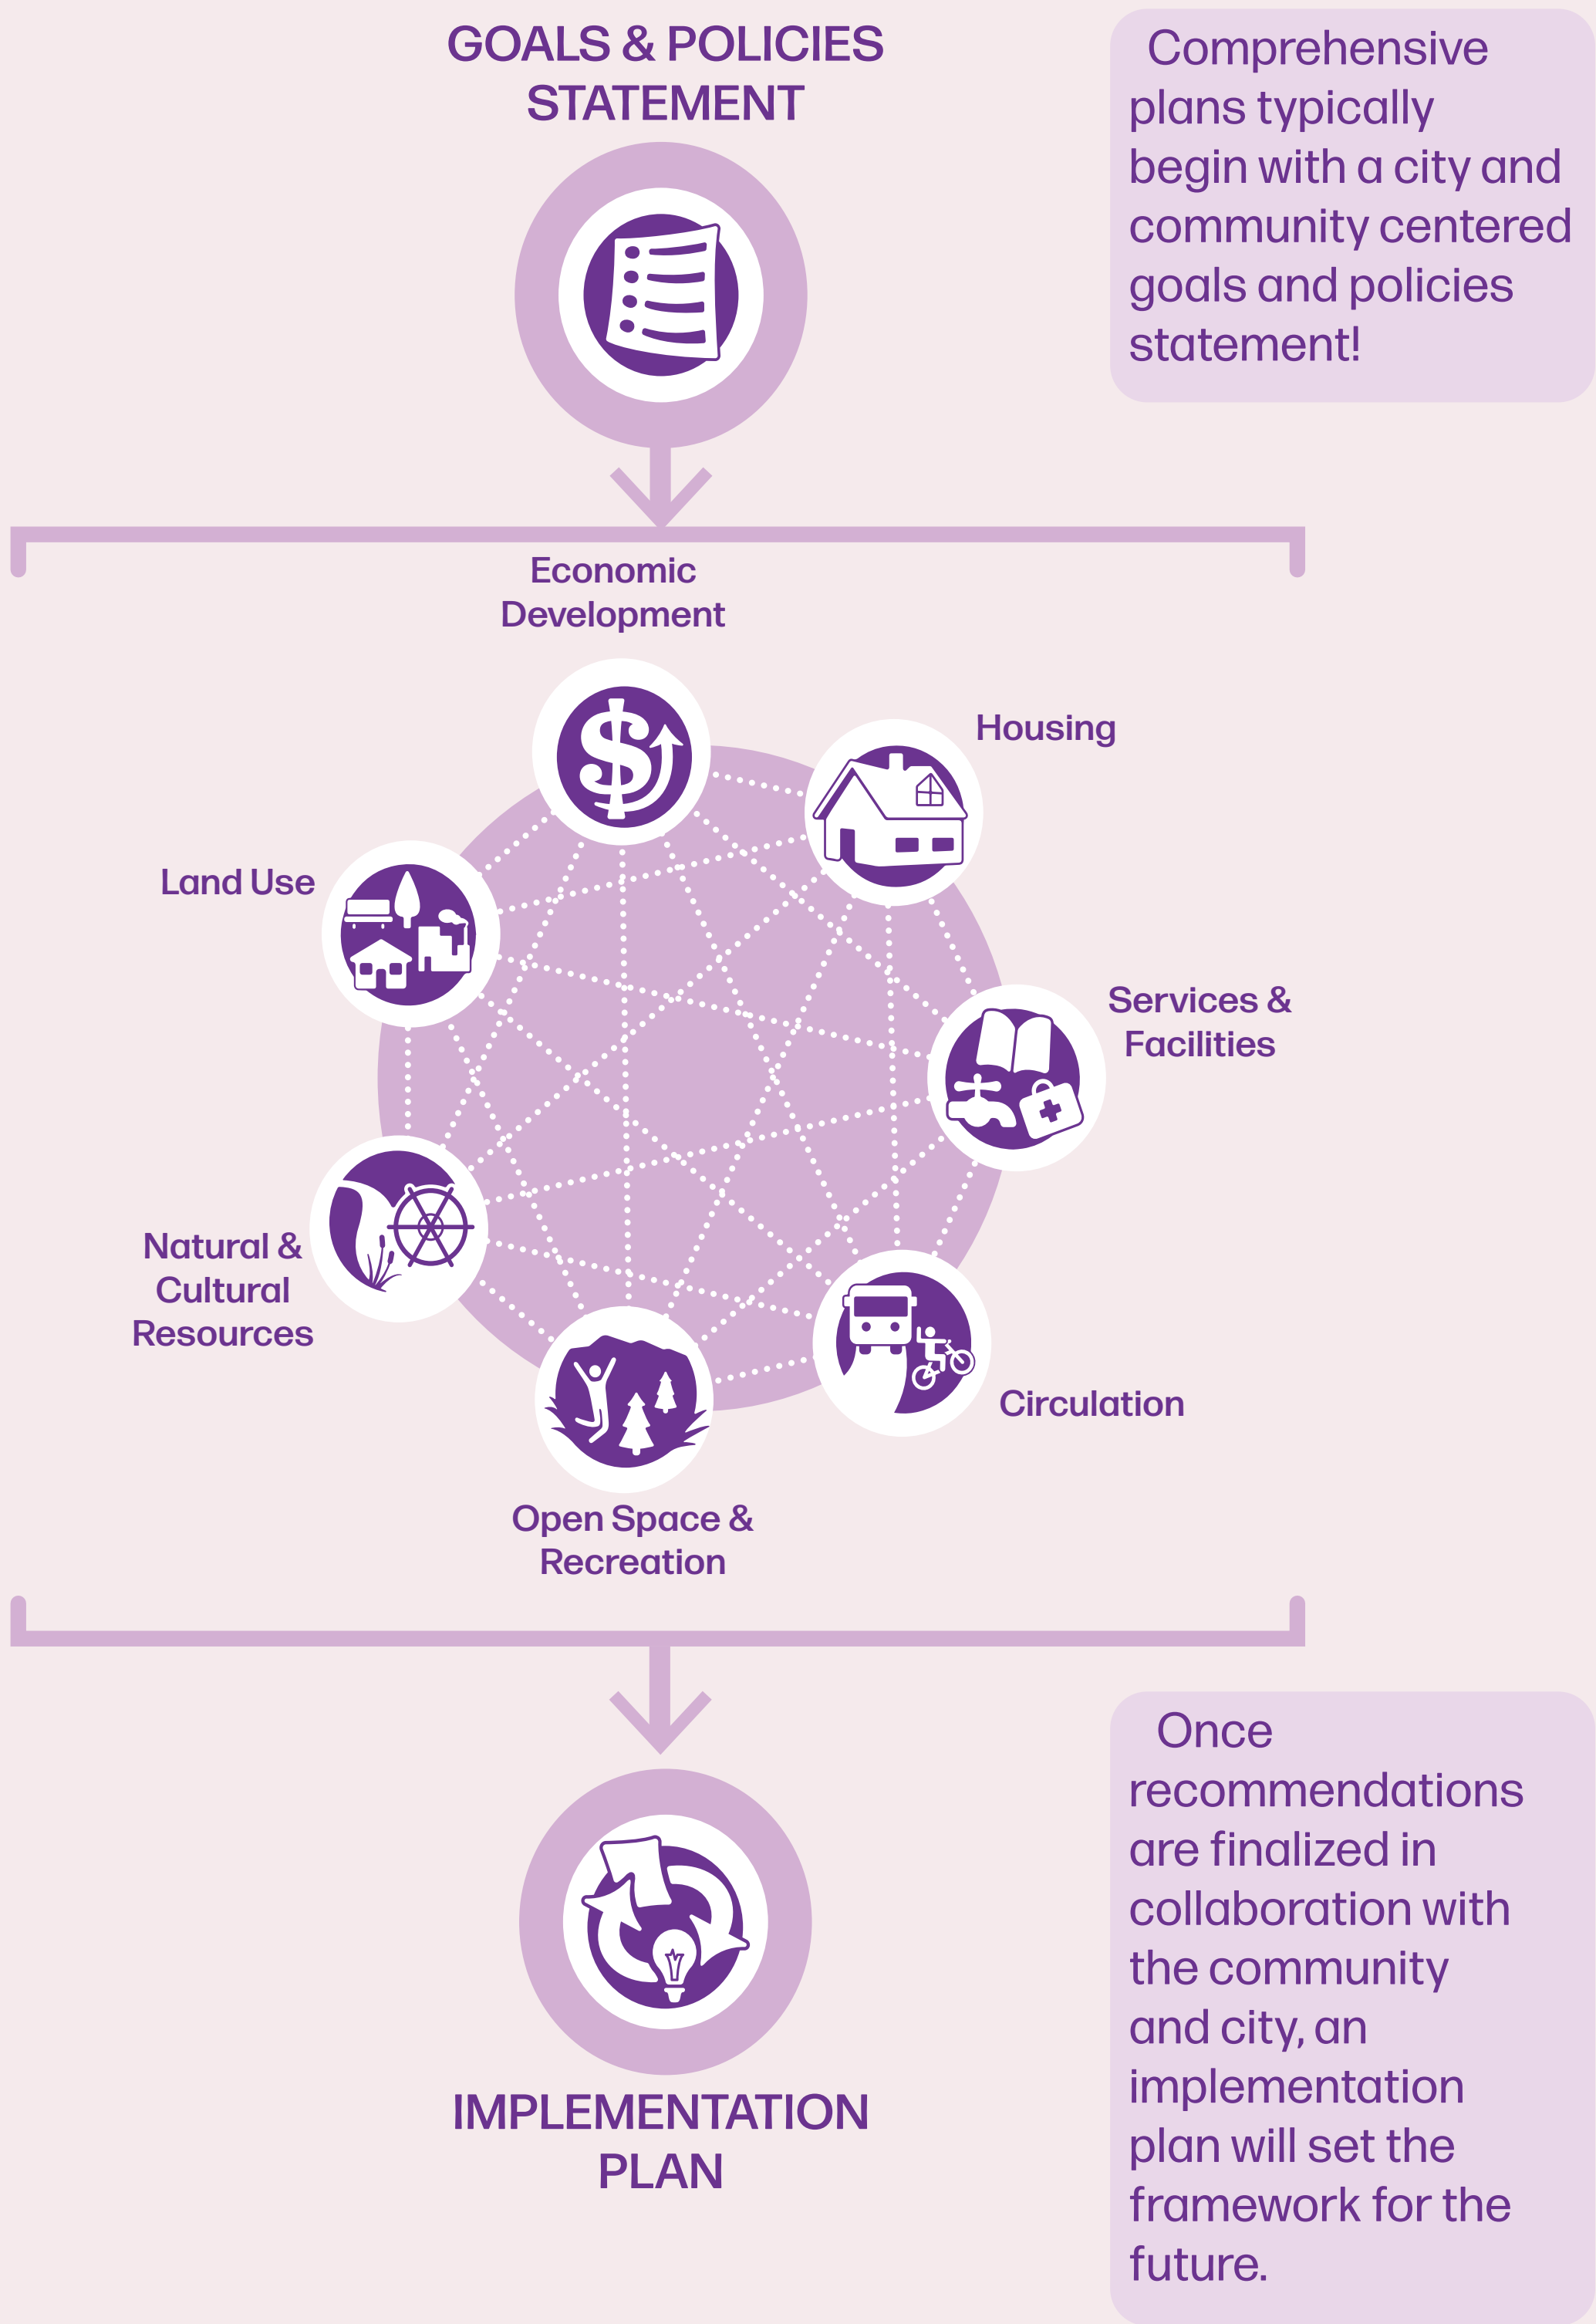 GOALS & POLICIES
STATEMENT
Comprehensive
plans typically
begin with a city and
community centered
goals and policies
statement!
Economic
Development
Housing
Land Use
Services &
Facilities
Natural &
Cultural
Resources
Circulation
Open Space &
Recreation
Once
recommendations
are finalized in
collaboration with
the community
and city, an
implementation
plan will set the
framework for the
future.
IMPLEMENTATION
PLAN